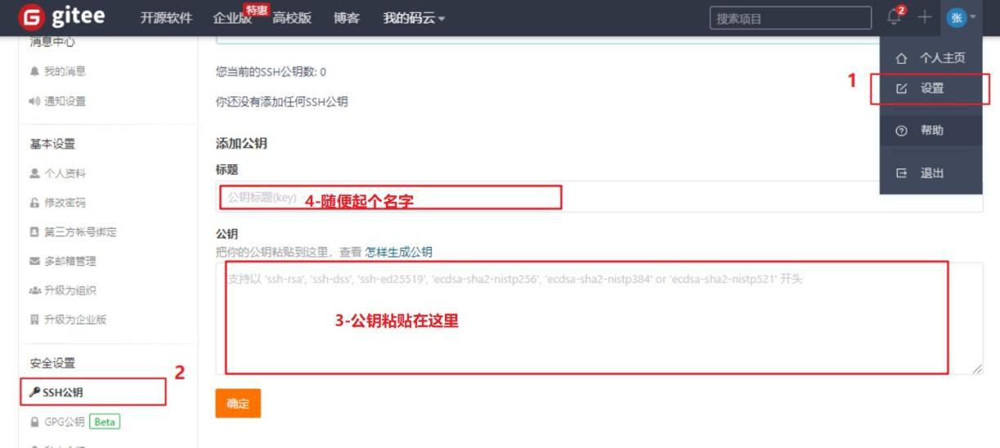 gitee 开源软件 企业版 特惠 高校版 博客 我的码云 搜索项目 2 张
消息中心
我的消息
通知设置
基本设置
个人资料
修改密码
第三方帐号绑定
多邮箱管理
升级为组织
升级为企业版
安全设置
2
SSH公钥
GPG公钥 Beta
您当前的SSH公钥数: 0
你还没有添加任何SSH公钥
添加公钥
标题
公钥标题(key) 4-随便起个名字
公钥
把你的公钥粘贴到这里，查看 怎样生成公钥
支持以 'ssh-rsa', 'ssh-dss', 'ssh-ed25519', 'ecdsa-sha2-nistp256', 'ecdsa-sha2-nistp384' or 'ecdsa-sha2-nistp521' 开头
3-公钥粘贴在这里
确定
个人主页
1
设置
帮助
退出